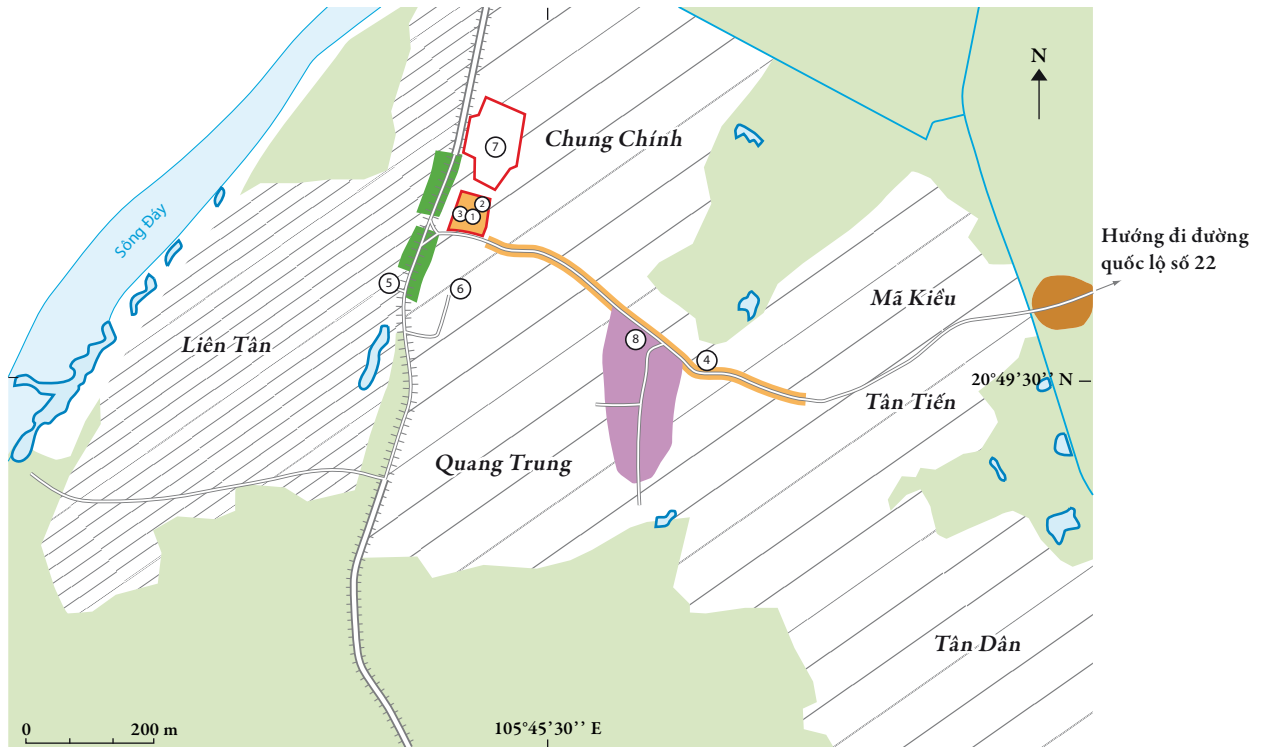 N
Chung Chính
7
2
3
1
Sông Đáy
Hướng đi đường
quốc lộ số 22
5
6
Mã Kiều
Liên Tân
8
4
20°49’30’’ N
Tân Tiến
Quang Trung
Tân Dân
0
200 m
105°45’30’’ E